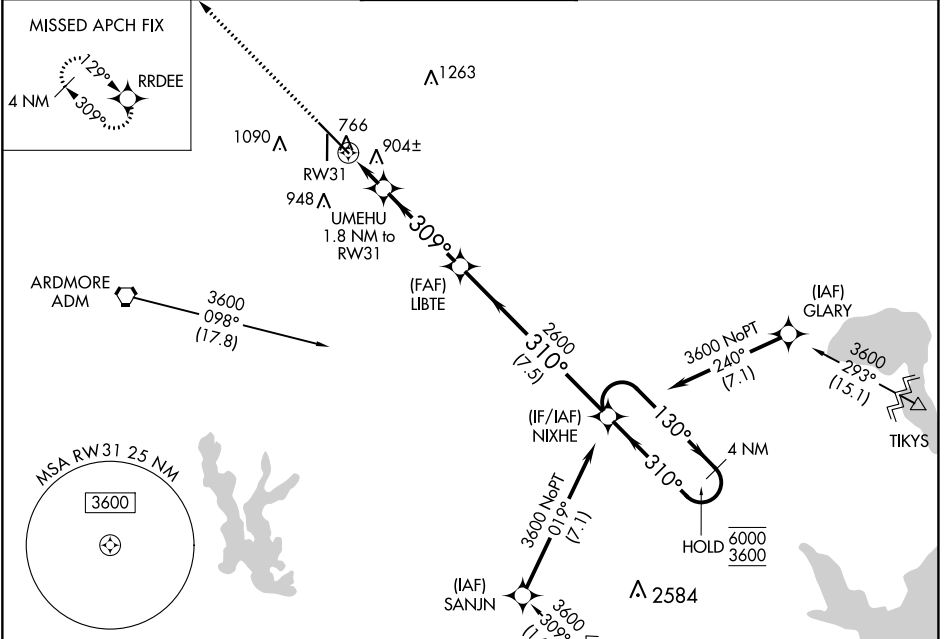 MISSED APCH FIX
129°
RRDEE
4 NM
309°
1263
1090
766
904±
RW31
948
UMEHU
1.8 NM to
RW31
309°
ARDMORE
ADM
3600
098°
(17.8)
(FAF)
LIBTE
(IAF)
GLARY
2600
310°
(7.5)
3600 NoPT
240°
(7.1)
3600
293°
(15.1)
TIKYS
(IF/IAF)
NIXHE
130°
4 NM
310°
MSA RW31 25 NM
3600
3600 NoPT
019°
(7.1)
HOLD
6000
3600
(IAF)
SANJN
2584
3600
309°